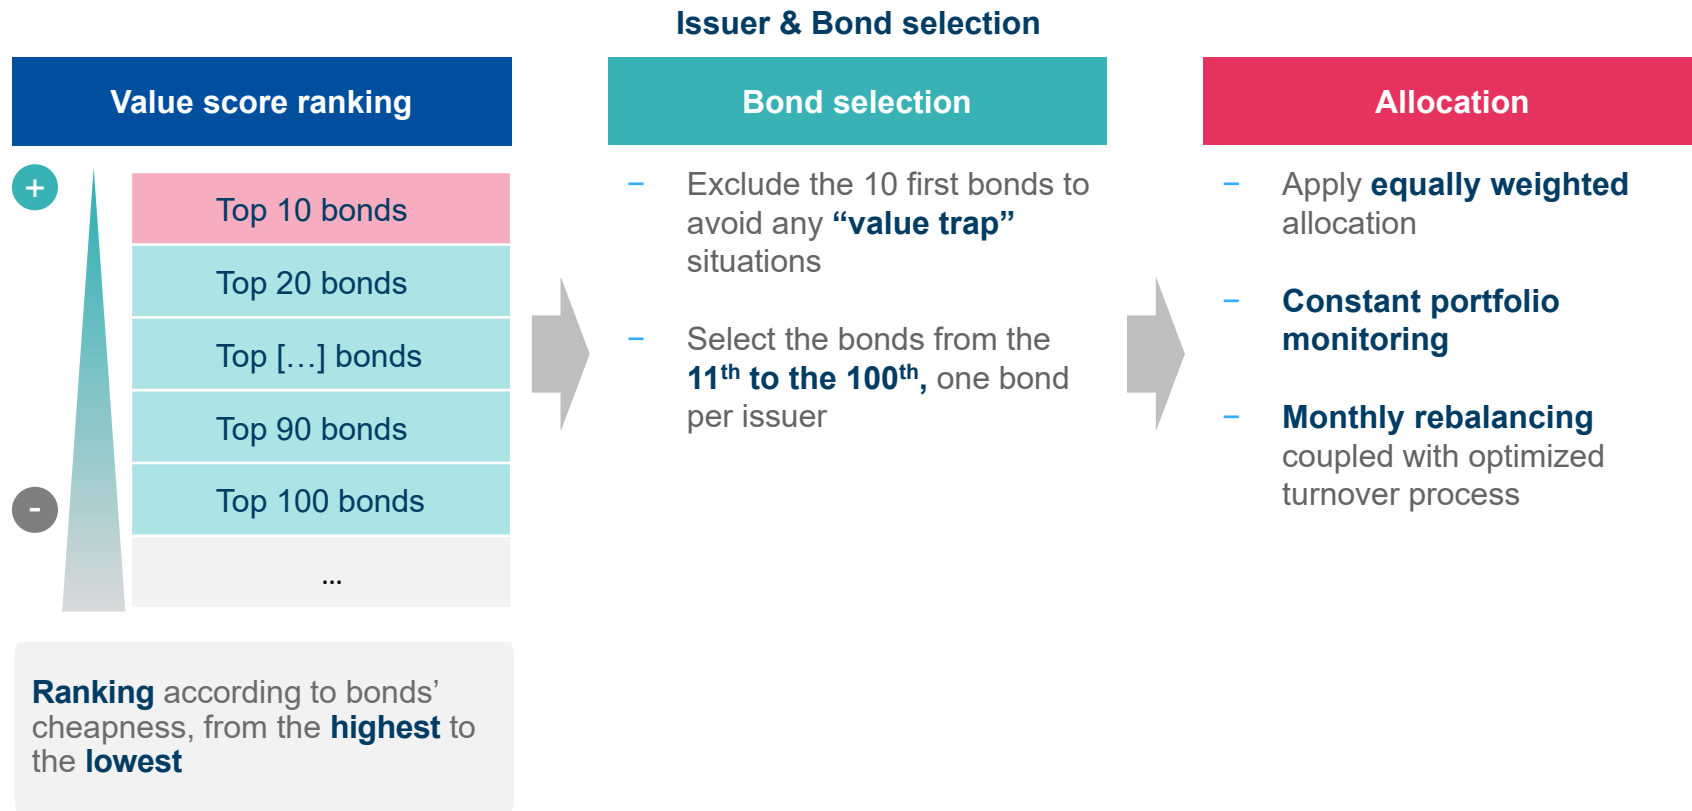 Issuer & Bond selection
Value score ranking
+
Top 10 bonds
Top 20 bonds
Top […] bonds
Top 90 bonds
-
Top 100 bonds
...
Ranking according to bonds’
cheapness, from the highest to
the lowest
Bond selection
– Exclude the 10 first bonds to
avoid any “value trap”
situations
– Select the bonds from the
11th to the 100th, one bond
per issuer
Allocation
– Apply equally weighted
allocation
– Constant portfolio
monitoring
– Monthly rebalancing
coupled with optimized
turnover process